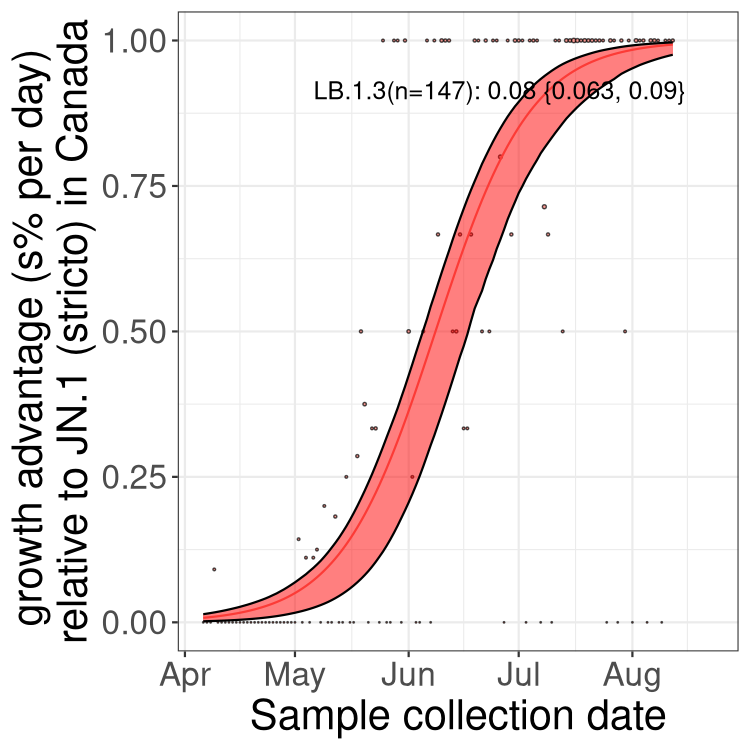 growth advantage (s% per day)
relative to JN.1 (stricto) in Canada
1.00
0.75
0.50
0.25
0.00
LB.1.3(n=147): 0.08 {0.063, 0.09}
Apr May Jun Jul Aug
Sample collection date